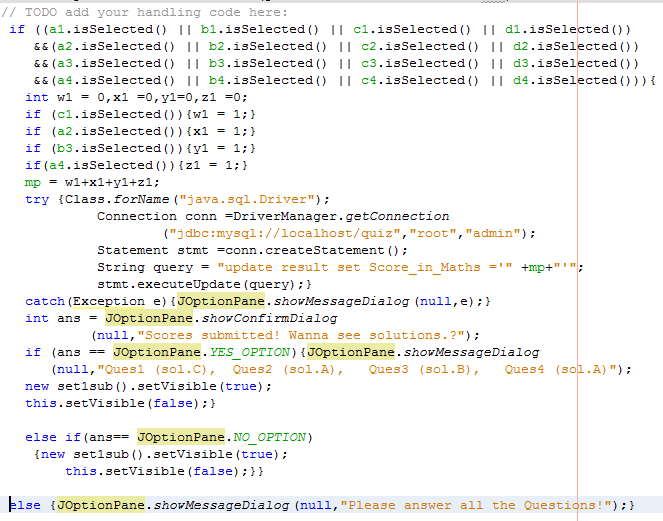 // TODO add your handling code here:
if ((a1.isSelected() || b1.isSelected() || c1.isSelected() || d1.isSelected())
&&(a2.isSelected() || b2.isSelected() || c2.isSelected() || d2.isSelected())
&&(a3.isSelected() || b3.isSelected() || c3.isSelected() || d3.isSelected())
&&(a4.isSelected() || b4.isSelected() || c4.isSelected() || d4.isSelected())){
int w1 = 0,x1 =0,y1=0,z1 =0;
if (c1.isSelected()){w1 = 1;}
if (a2.isSelected()){x1 = 1;}
if (b3.isSelected()){y1 = 1;}
if(a4.isSelected()){z1 = 1;}
mp = w1+x1+y1+z1;
try {Class.forName("java.sql.Driver");
Connection conn =DriverManager.getConnection
("jdbc:mysql://localhost/quiz","root","admin");
Statement stmt =conn.createStatement();
String query = "update result set Score_in_Maths ='" +mp+"'";
stmt.executeUpdate(query);}
catch(Exception e){JOptionPane.showMessageDialog(null,e);}
int ans = JOptionPane.showConfirmDialog
(null,"Scores submitted! Wanna see solutions.?");
if (ans == JOptionPane.YES_OPTION){JOptionPane.showMessageDialog
(null,"Ques1 (sol.C),  Ques2 (sol.A),   Ques3 (sol.B),   Ques4 (sol.A)");
new set1sub().setVisible(true);
this.setVisible(false);}
else if(ans== JOptionPane.NO_OPTION)
{new set1sub().setVisible(true);
this.setVisible(false);}}
else {JOptionPane.showMessageDialog(null,"Please answer all the Questions!");}